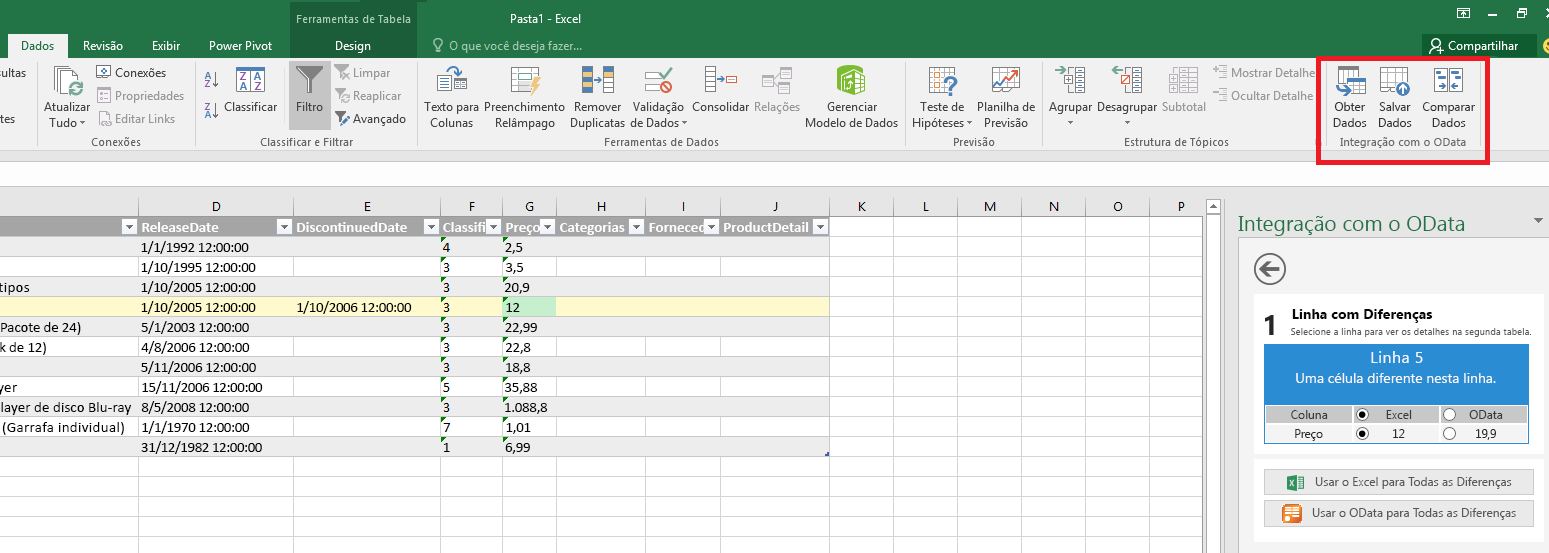 Ferramentas de Tabela
Pasta1 - Excel
Dados Revisão Exibir Power Pivot Design O que você deseja fazer... Compartilhar
Atualizar Tudo
Conexões
Propriedades
Editar Links
Conexões
Classificar
Filtro
Limpar
Reaplicar
Avançado
Classificar e Filtrar
Texto para Colunas
Preenchimento Relâmpago
Remover Duplicatas
Validação de Dados
Consolidar
Relações
Gerenciar Modelo de Dados
Ferramentas de Dados
Teste de Hipóteses
Planilha de Previsão
Previsão
Agrupar
Desagrupar
Subtotal
Mostrar Detalhe
Ocultar Detalhe
Estrutura de Tópicos
Obter Dados
Salvar Dados
Comparar Dados
Integração com o OData
D E F G H I J K L M N O P
ReleaseDate DiscontinuedDate Classifi Preço Categorias Forneced ProductDetail
1/1/1992 12:00:00 4 2,5
1/10/1995 12:00:00 3 3,5
tipos 1/10/2005 12:00:00 3 20,9
1/10/2005 12:00:00 1/10/2006 12:00:00 3 12
Pacote de 24) 5/1/2003 12:00:00 3 22,99
k de 12) 4/8/2006 12:00:00 3 22,8
5/11/2006 12:00:00 3 18,8
yer 15/11/2006 12:00:00 5 35,88
layer de disco Blu-ray 8/5/2008 12:00:00 3 1.088,8
(Garrafa individual) 1/1/1970 12:00:00 7 1,01
31/12/1982 12:00:00 1 6,99
Integração com o OData
1 Linha com Diferenças
Selecione a linha para ver os detalhes na segunda tabela.
Linha 5
Uma célula diferente nesta linha.
Coluna Excel OData
Preço 12 19,9
Usar o Excel para Todas as Diferenças
Usar o OData para Todas as Diferenças